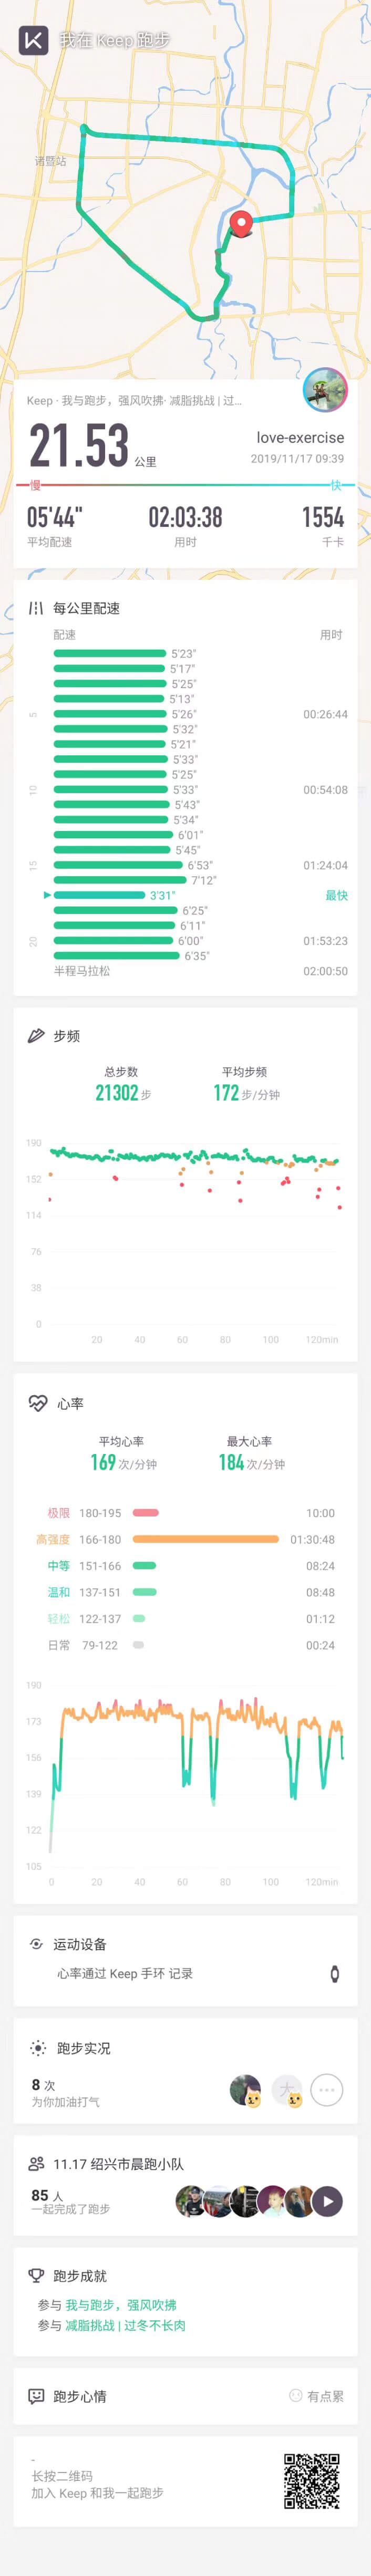 我在 Keep 跑步
诸暨站
Keep · 我与跑步，强风吹拂· 减脂挑战 | 过...
21.53 公里
love-exercise
2019/11/17 09:39
慢 快
05'44" 02:03:38 1554
平均配速 用时 千卡
每公里配速
配速 用时
5'23"
5'17"
5'25"
5'13"
5 5'26" 00:26:44
5'32"
5'21"
5'33"
5'25"
10 5'33" 00:54:08
5'43"
5'34"
6'01"
5'45"
15 6'53" 01:24:04
7'12"
3'31" 最快
6'25"
6'11"
20 6'00" 01:53:23
6'35"
半程马拉松 02:00:50
步频
总步数 平均步频
21302 步 172 步/分钟
190
152
114
76
38
0
20 40 60 80 100 120min
心率
平均心率 最大心率
169 次/分钟 184 次/分钟
极限 180-195 10:00
高强度 166-180 01:30:48
中等 151-166 08:24
温和 137-151 08:48
轻松 122-137 01:12
日常 79-122 00:24
190
173
156
139
122
105
0 20 40 60 80 100 120min
运动设备
心率通过 Keep 手环 记录
跑步实况
8 次
为你加油打气
大
11.17 绍兴市晨跑小队
85 人
一起完成了跑步
跑步成就
参与 我与跑步，强风吹拂
参与 减脂挑战 | 过冬不长肉
跑步心情 有点累
-
长按二维码
加入 Keep 和我一起跑步